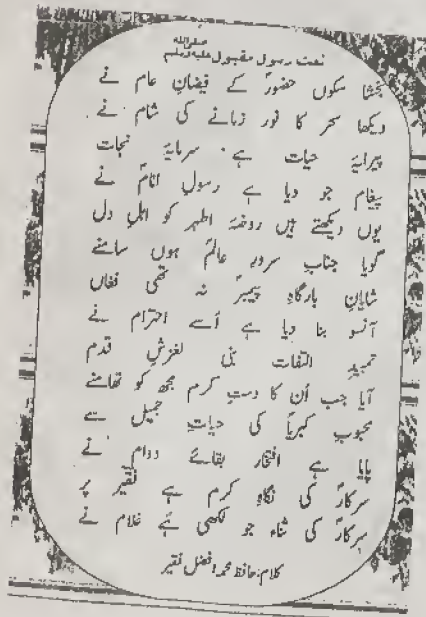 نعت رسول مقبول صلی اللہ علیہ وسلم
بخشا سکوں حضورؐ کے فیضانِ عام نے
دیکھا سحر کا نور زمانے کی شام نے
پیرایۂ حیات ہے سرمایۂ نجات
پیغام جو دیا ہے رسولِ انامؐ نے
یوں دیکھتے ہیں روضۂ اطہر کو اہلِ دل
گویا جنابِ سرورِ عالمؐ ہوں سامنے
شایانِ بارگاہِ پیمبرؐ نہ تھی فغاں
آنسو بنا دیا ہے اُسے احترام نے
تمہیدِ التفات بنی لغزشِ قدم
آیا جب اُن کا دستِ کرم مجھ کو تھامنے
محبوبِ کبریاؐ کی حیاتِ جمیل سے
پایا ہے افتخار بقائے دوام نے
سرکارؐ کی نگاہِ کرم ہے فقیر پر
سرکارؐ کی ثناء جو لکھی ہے غلام نے
کلام: حافظ محمد افضل فقیر